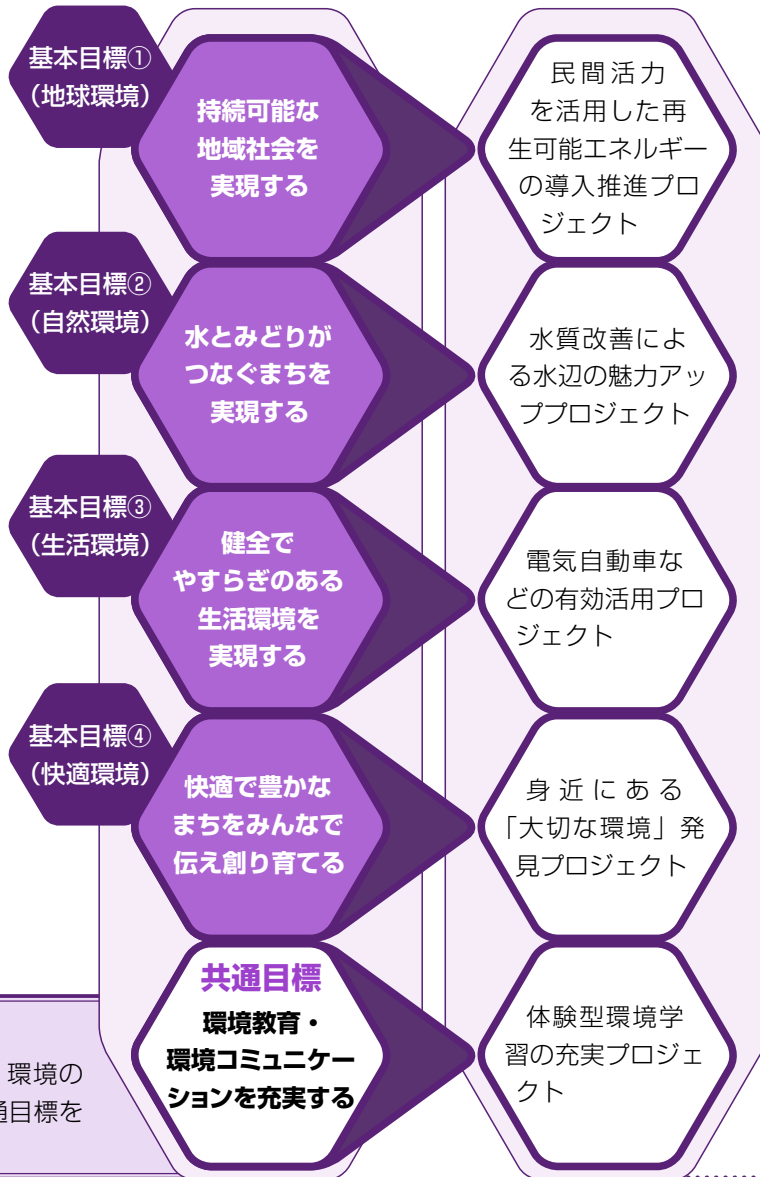 基本目標①
(地球環境)
持続可能な
地域社会を
実現する
民間活力
を活用した再
生可能エネルギー
の導入推進プロ
ジェクト
基本目標②
(自然環境)
水とみどりが
つなぐまちを
実現する
水質改善によ
る水辺の魅力アッ
ププロジェクト
基本目標③
(生活環境)
健全で
やすらぎのある
生活環境を
実現する
電気自動車な
どの有効活用プロ
ジェクト
基本目標④
(快適環境)
快適で豊かな
まちをみんなで
伝え創り育てる
身近にある
「大切な環境」発
見プロジェクト
共通目標
環境教育・
環境コミュニケー
ションを充実する
体験型環境学
習の充実プロジェ
クト
環境の
通目標を